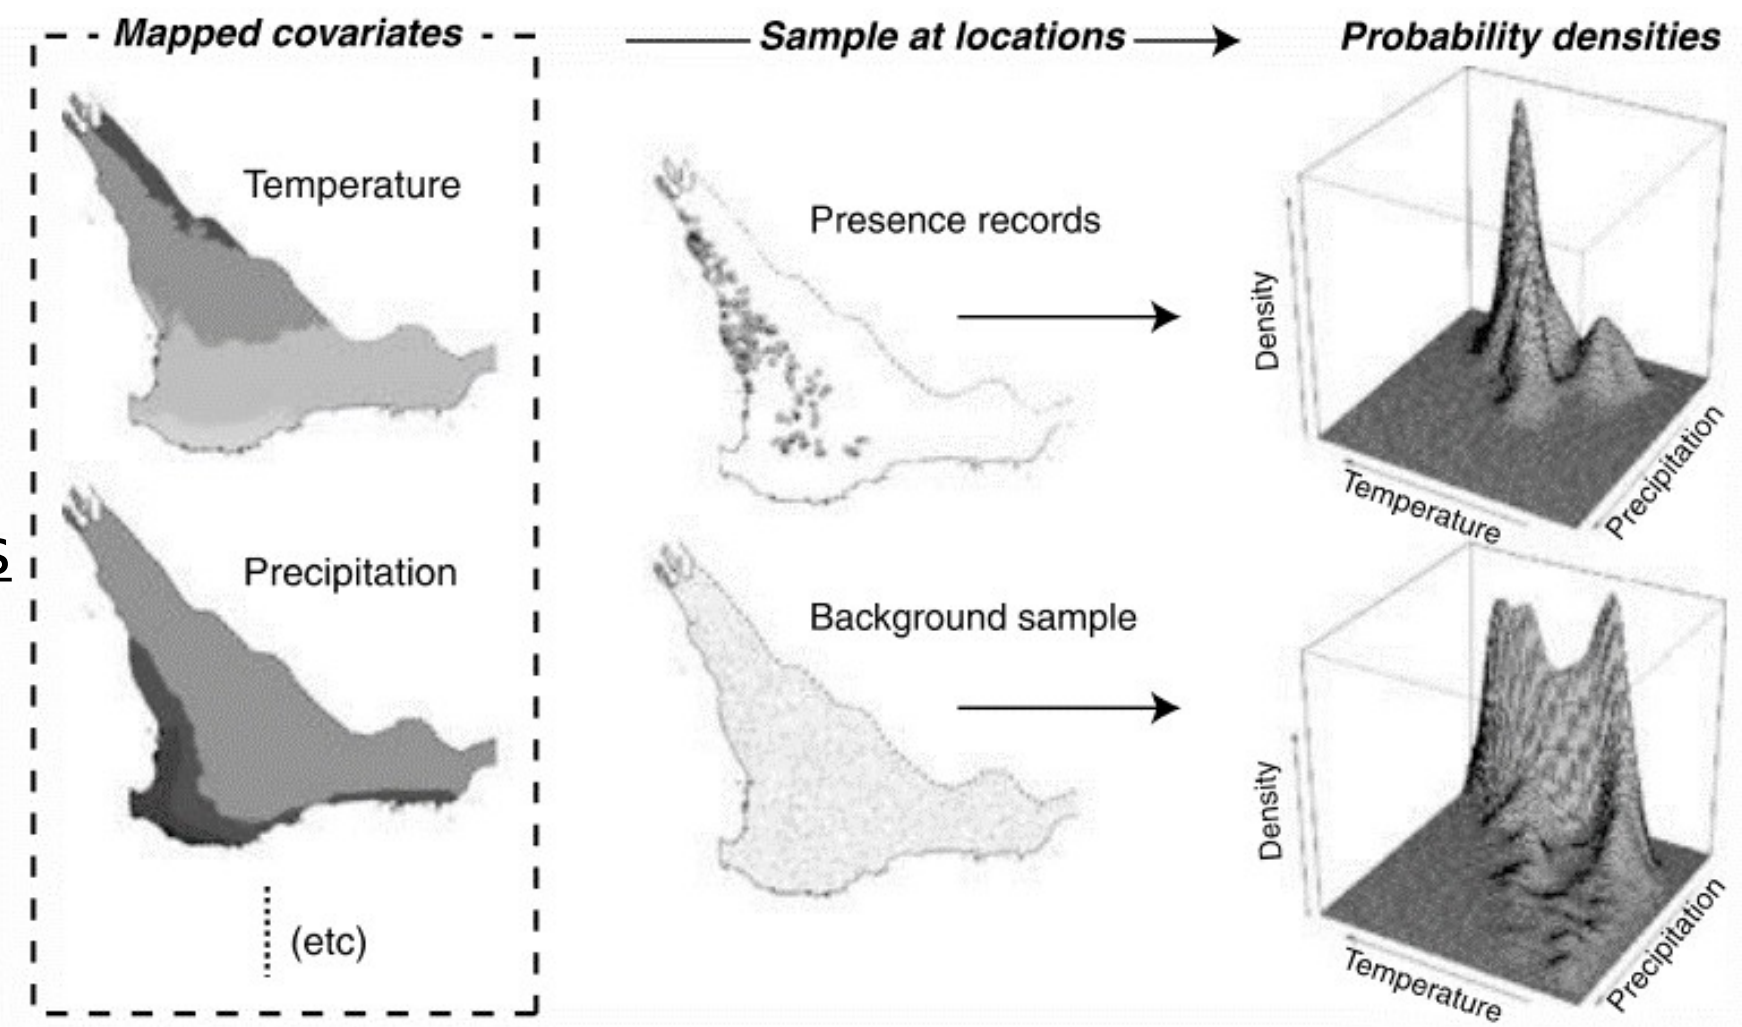 Mapped covariates
Sample at locations
Probability densities
Temperature
Precipitation
(etc)
Presence records
Background sample
Density
Temperature
Precipitation
Density
Temperature
Precipitation